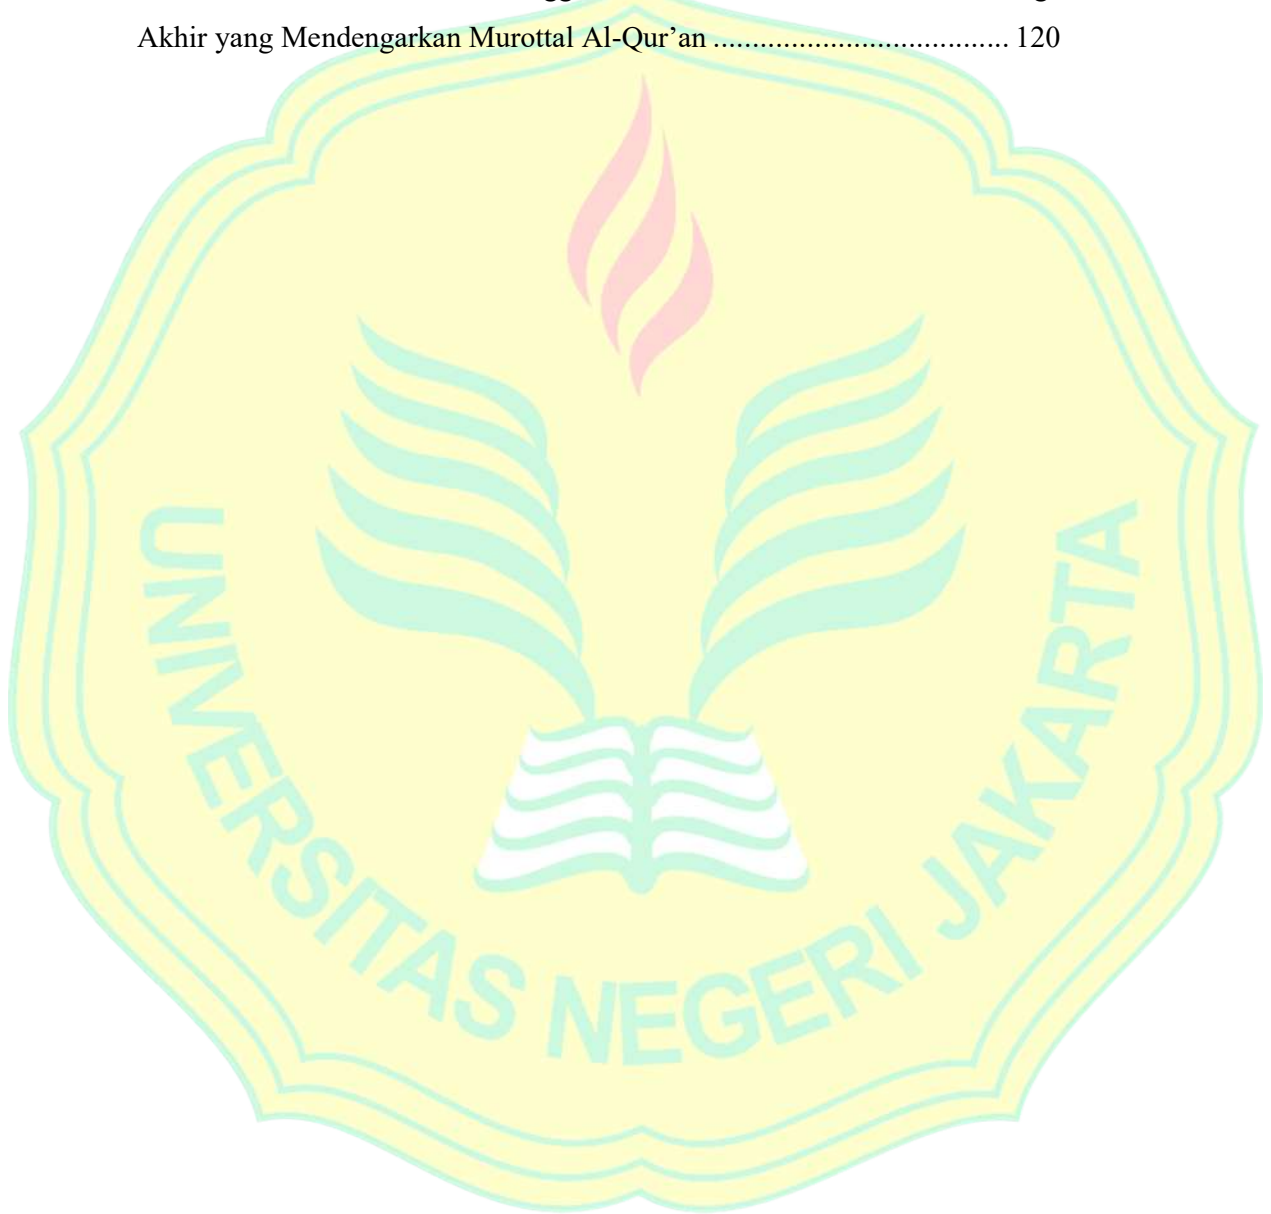 Akhir yang Mendengarkan Murottal Al-Qur’an ................................ 120
UNIVERSITAS NEGERI JAKARTA